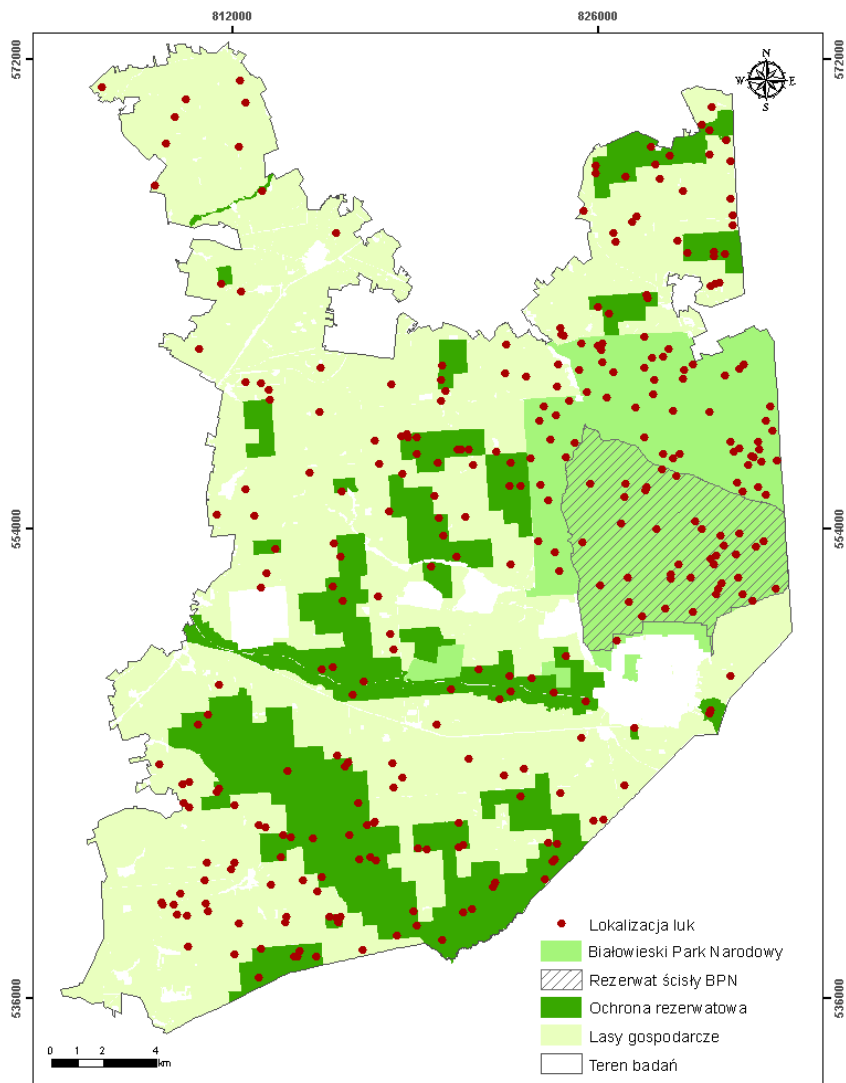 812000 826000
572000 572000
N
W E
S
554000 554000
Lokalizacja luk
Białowieski Park Narodowy
Rezerwat ścisły BPN
Ochrona rezerwatowa
536000 536000
Lasy gospodarcze
0 1 2 4
km
Teren badań